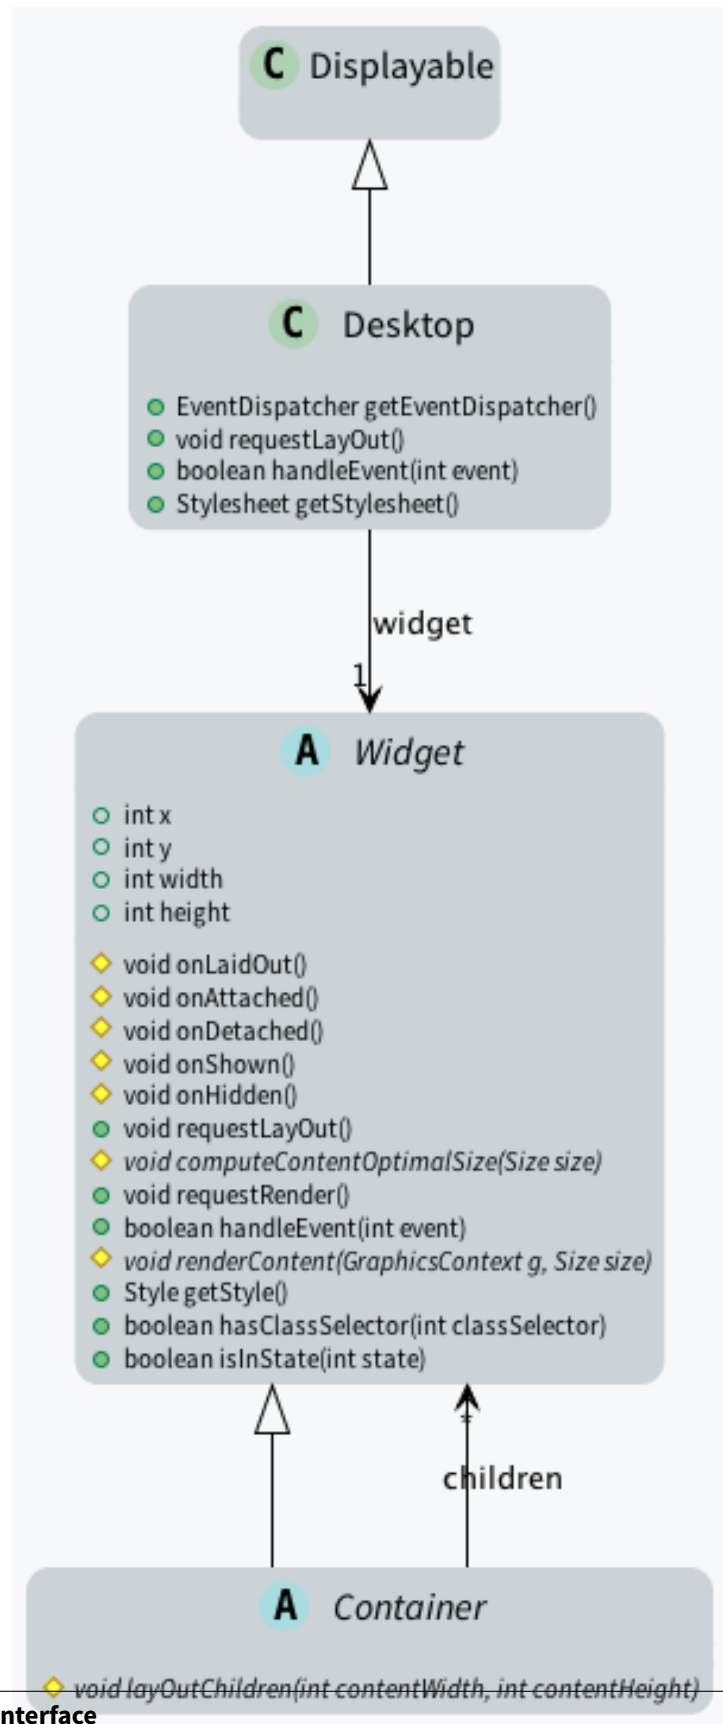 C Displayable
C Desktop
EventDispatcher getEventDispatcher()
void requestLayOut()
boolean handleEvent(int event)
Stylesheet getStylesheet()
widget
1
A Widget
int x
int y
int width
int height
void onLaidOut()
void onAttached()
void onDetached()
void onShown()
void onHidden()
void requestLayOut()
void computeContentOptimalSize(Size size)
void requestRender()
boolean handleEvent(int event)
void renderContent(GraphicsContext g, Size size)
Style getStyle()
boolean hasClassSelector(int classSelector)
boolean isInState(int state)
*
children
A Container
void layOutChildren(int contentWidth, int contentHeight)
nterface